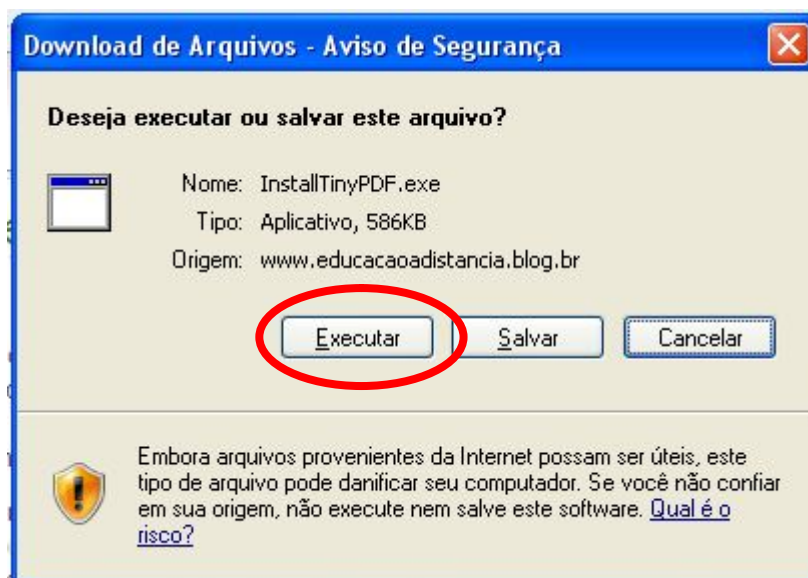 Download de Arquivos - Aviso de Segurança
Deseja executar ou salvar este arquivo?
Nome: InstallTinyPDF.exe
Tipo: Aplicativo, 586KB
Origem: www.educacaoadistancia.blog.br
Executar Salvar Cancelar
Embora arquivos provenientes da Internet possam ser úteis, este
tipo de arquivo pode danificar seu computador. Se você não confiar
em sua origem, não execute nem salve este software. Qual é o
risco?